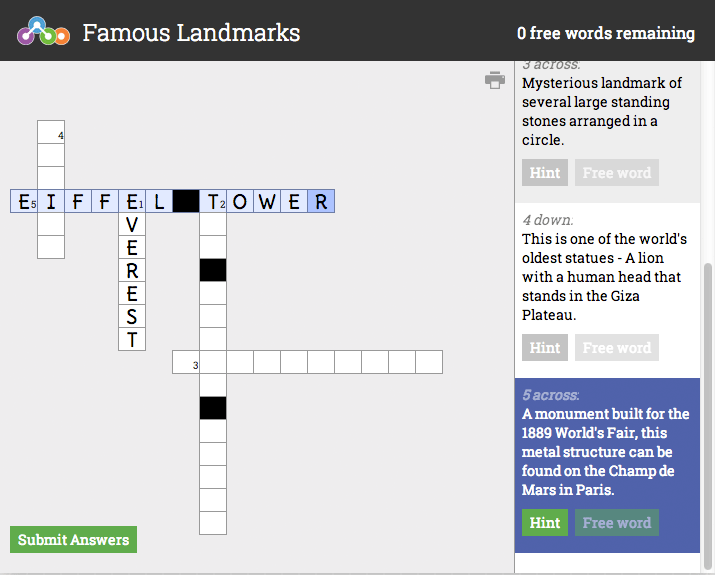 Famous Landmarks
0 free words remaining
3 across:
Mysterious landmark of
several large standing
stones arranged in a
circle.
Hint Free word
4
E5 I F F E1 L T2 O W E R
V
E
R
E
S
T
3
4 down:
This is one of the world's
oldest statues - A lion
with a human head that
stands in the Giza
Plateau.
Hint Free word
5 across:
A monument built for the
1889 World's Fair, this
metal structure can be
found on the Champ de
Mars in Paris.
Hint Free word
Submit Answers